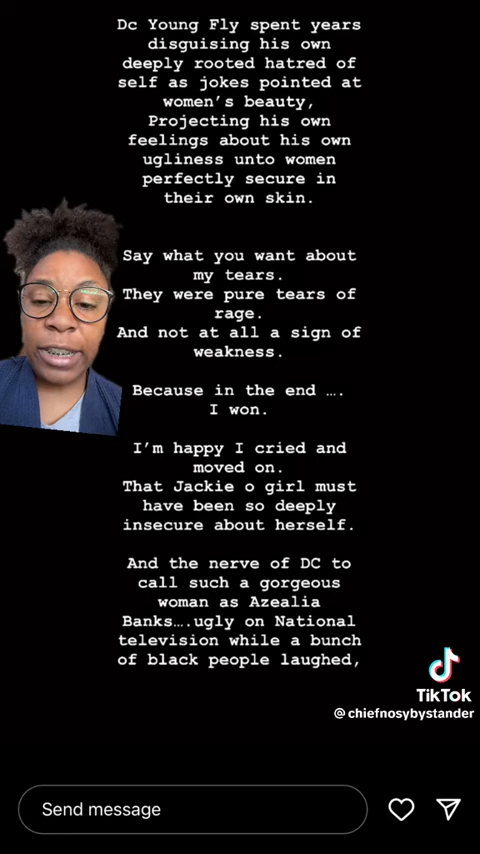 Dc Young Fly spent years
disguising his own
deeply rooted hatred of
self as jokes pointed at
women's beauty,
Projecting his own
feelings about his own
ugliness unto women
perfectly secure in
their own skin.
Say what you want about
my tears.
They were pure tears of
rage.
And not at all a sign of
weakness.
Because in the end ….
I won.
I'm happy I cried and
moved on.
That Jackie o girl must
have been so deeply
insecure about herself.
And the nerve of DC to
call such a gorgeous
woman as Azealia
Banks….ugly on National
television while a bunch
of black people laughed,
TikTok
@chiefnosybystander
Send message